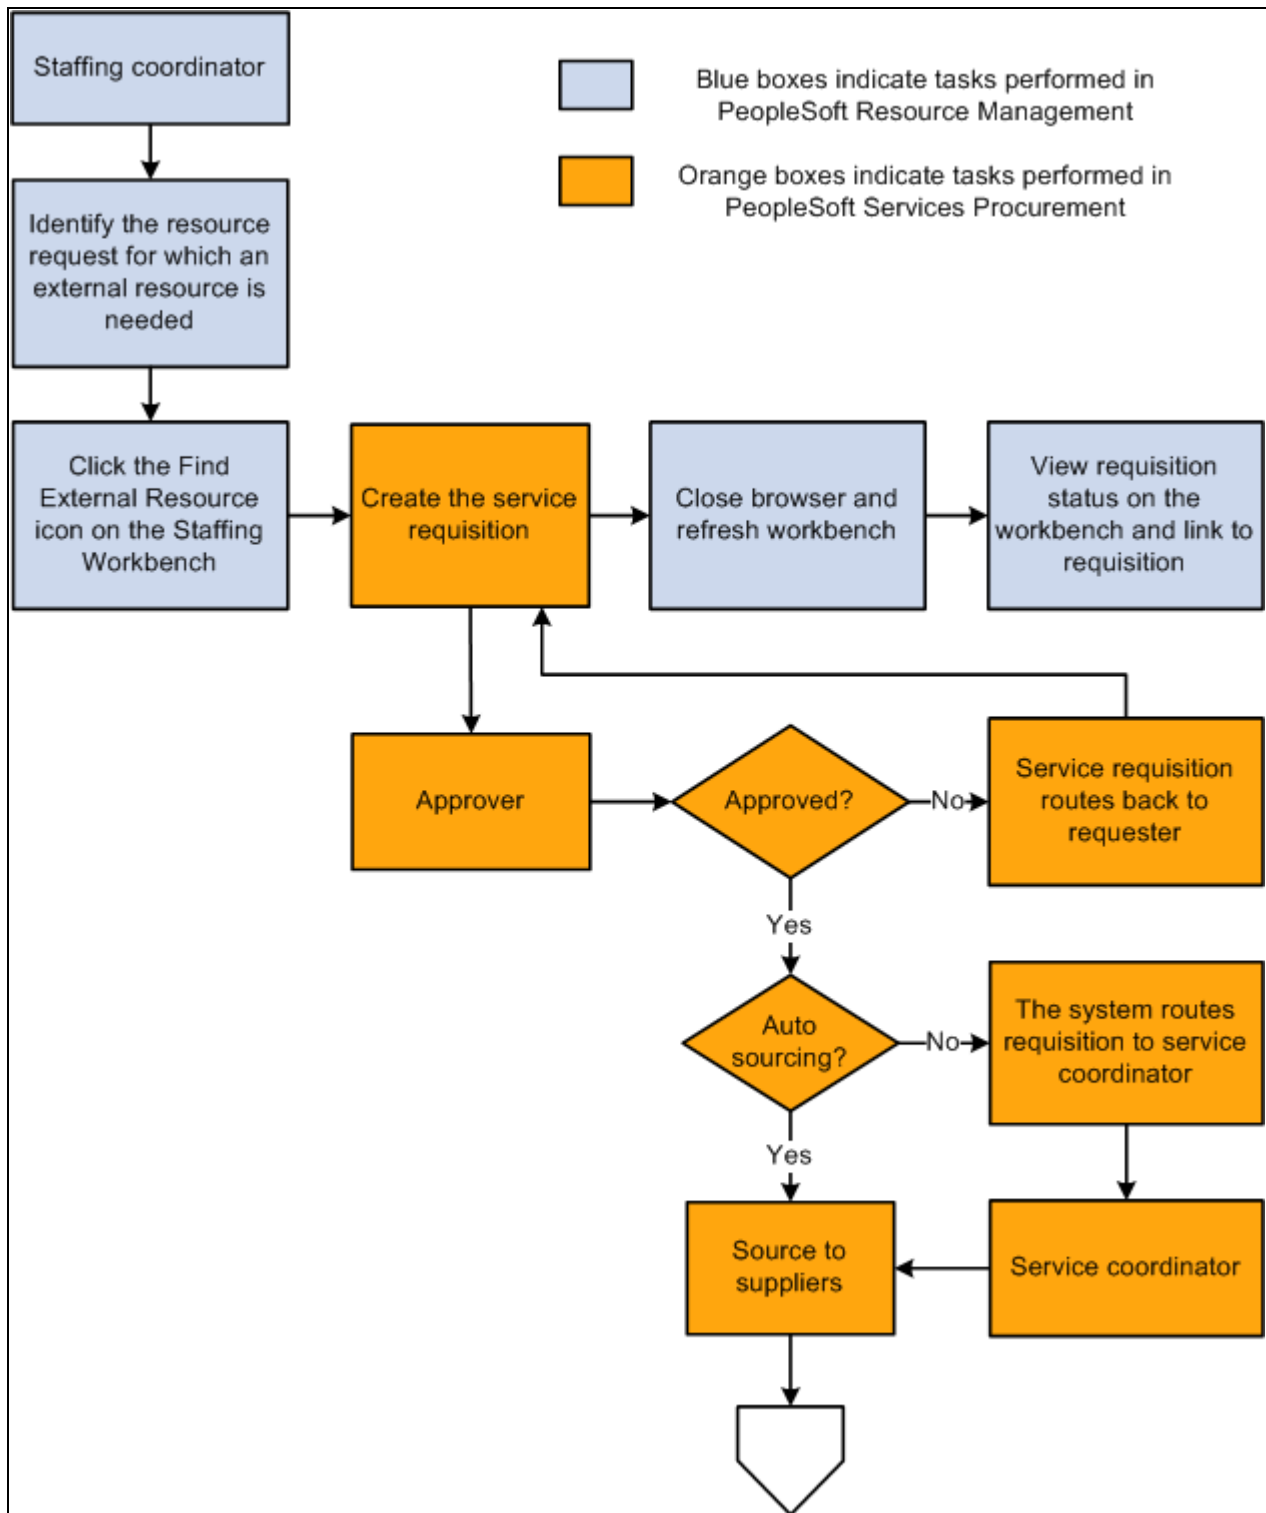 Staffing coordinator
Blue boxes indicate tasks performed in
PeopleSoft Resource Management
Orange boxes indicate tasks performed in
PeopleSoft Services Procurement
Identify the resource
request for which an
external resource is
needed
Click the Find
External Resource
icon on the Staffing
Workbench
Create the service
requisition
Close browser and
refresh workbench
View requisition
status on the
workbench and link to
requisition
Approver
Approved?
No
Service requisition
routes back to
requester
Yes
Auto
sourcing?
No
The system routes
requisition to service
coordinator
Yes
Source to
suppliers
Service coordinator